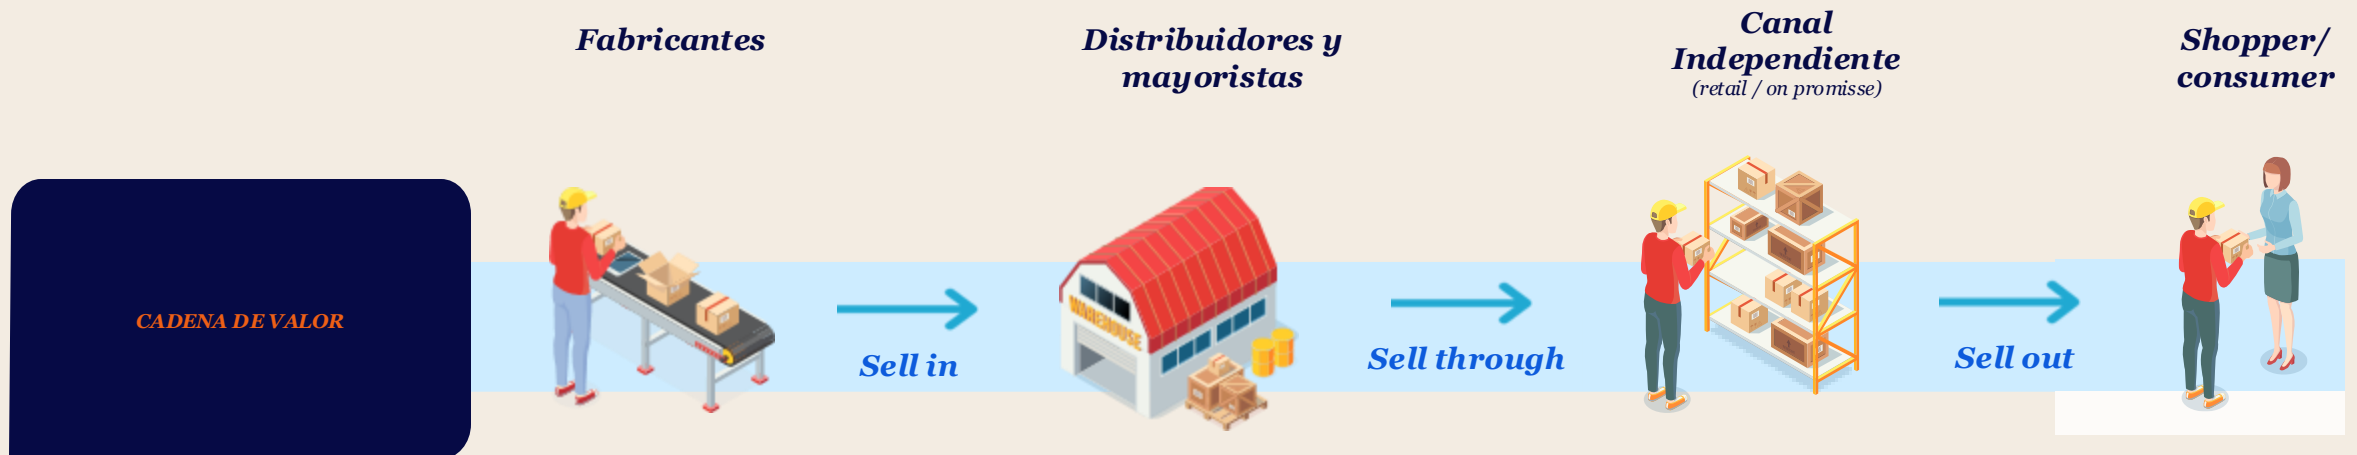 Fabricantes
Distribuidores y
mayoristas
Canal
Independiente
(retail / on promisse)
Shopper/
consumer
CADENA DE VALOR
WAREHOUSE
Sell in
Sell through
Sell out